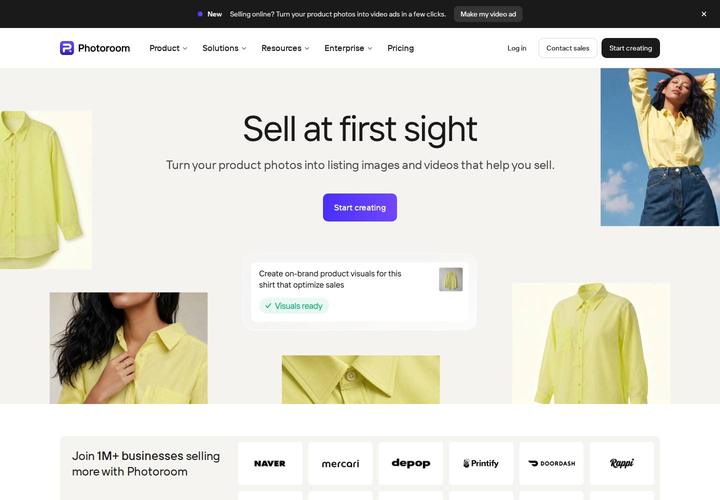 New Selling online? Turn your product photos into video ads in a few clicks. Make my video ad
Photoroom Product Solutions Resources Enterprise Pricing Log in Contact sales Start creating
Sell at first sight
Turn your product photos into listing images and videos that help you sell.
Start creating
Create on-brand product visuals for this
shirt that optimize sales
Visuals ready
Join 1M+ businesses selling
more with Photoroom
NAVER mercari depop Printify DOORDASH Rappi